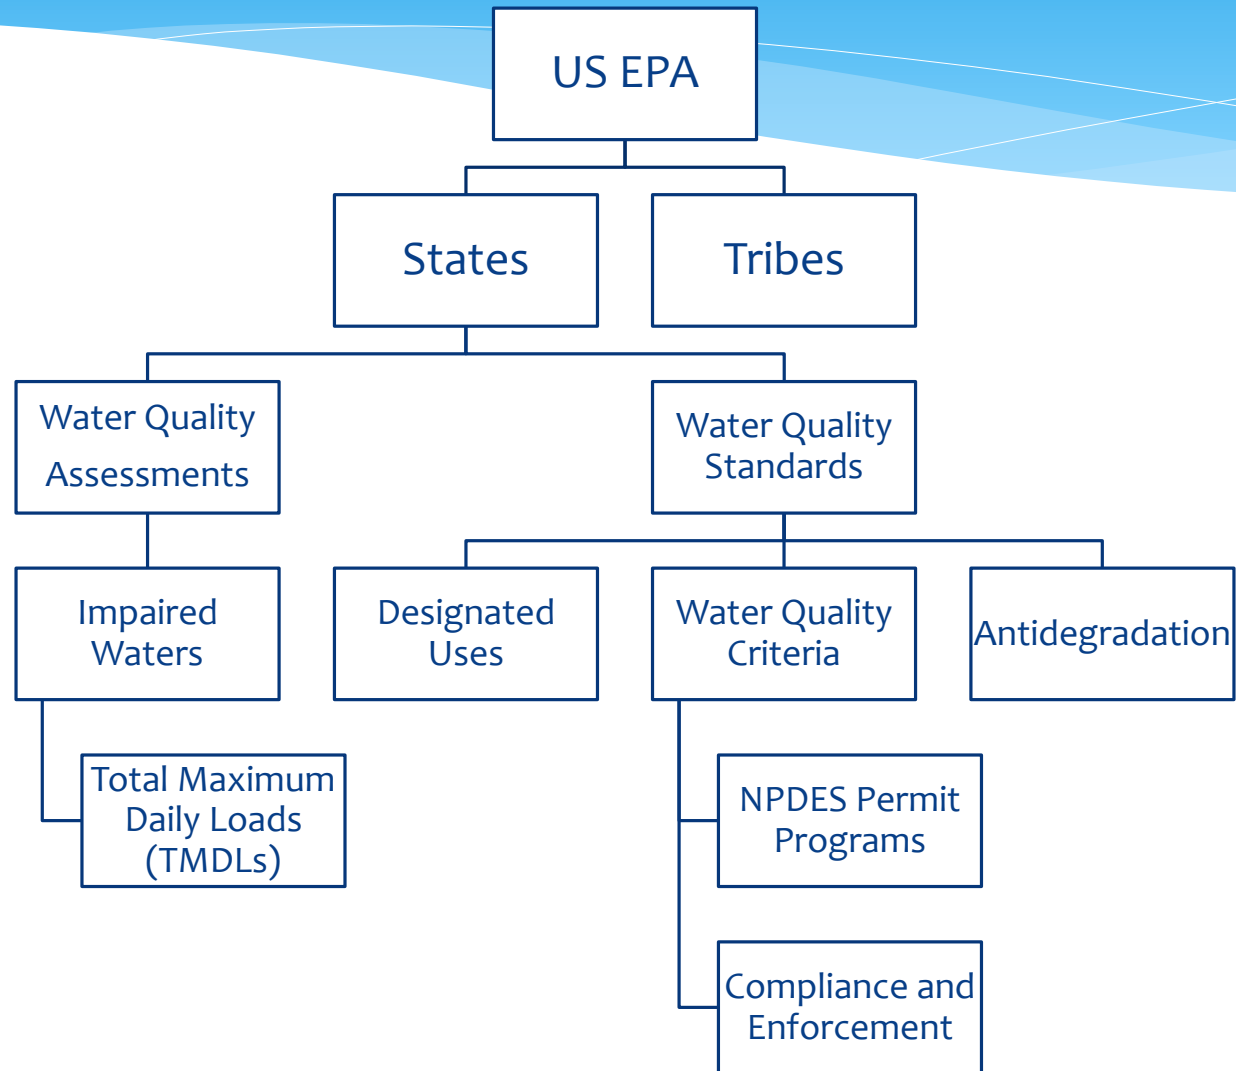 US EPA
States
Tribes
Water Quality
Assessments
Water Quality
Standards
Impaired
Waters
Designated
Uses
Water Quality
Criteria
Antidegradation
Total Maximum
Daily Loads
(TMDLs)
NPDES Permit
Programs
Compliance and
Enforcement